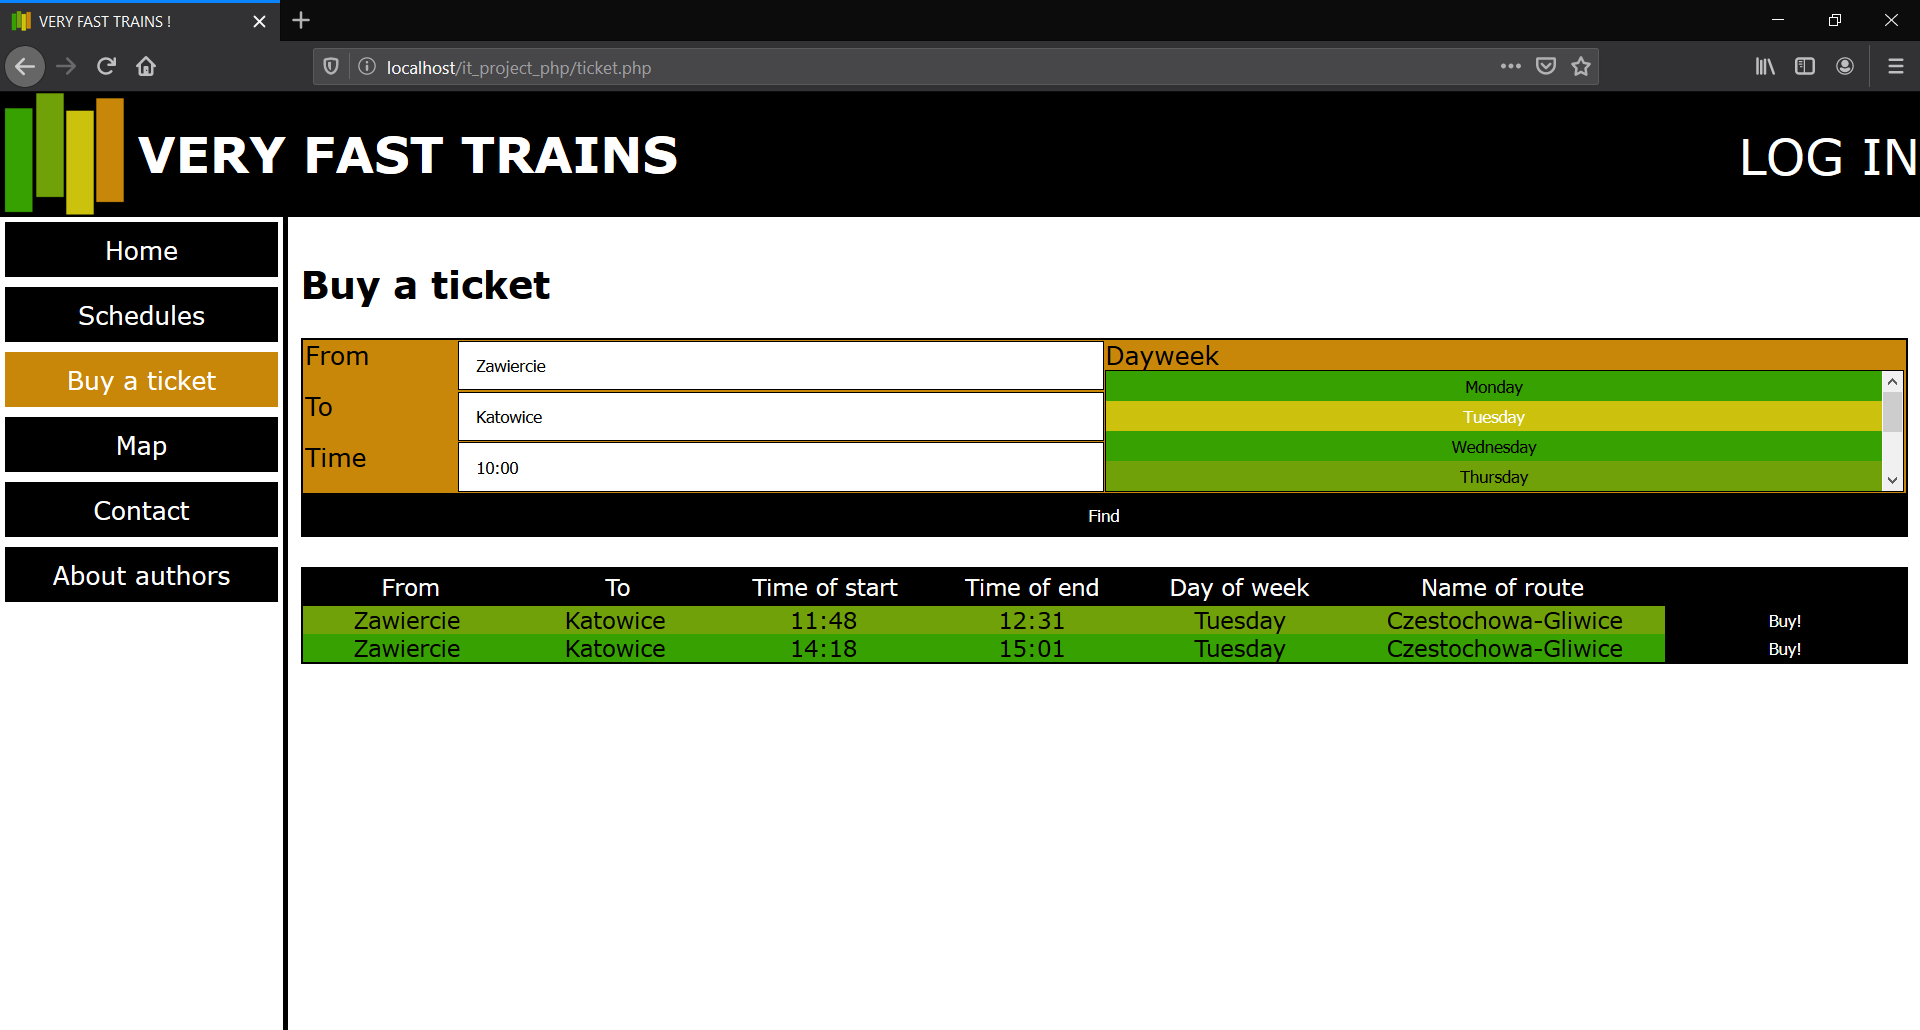 VERY FAST TRAINS !
localhost/it_project_php/ticket.php
VERY FAST TRAINS
LOG IN
Home
Schedules
Buy a ticket
Map
Contact
About authors
Buy a ticket
From Zawiercie
To Katowice
Time 10:00
Dayweek
Monday
Tuesday
Wednesday
Thursday
Find
From To Time of start Time of end Day of week Name of route
Zawiercie Katowice 11:48 12:31 Tuesday Czestochowa-Gliwice Buy!
Zawiercie Katowice 14:18 15:01 Tuesday Czestochowa-Gliwice Buy!